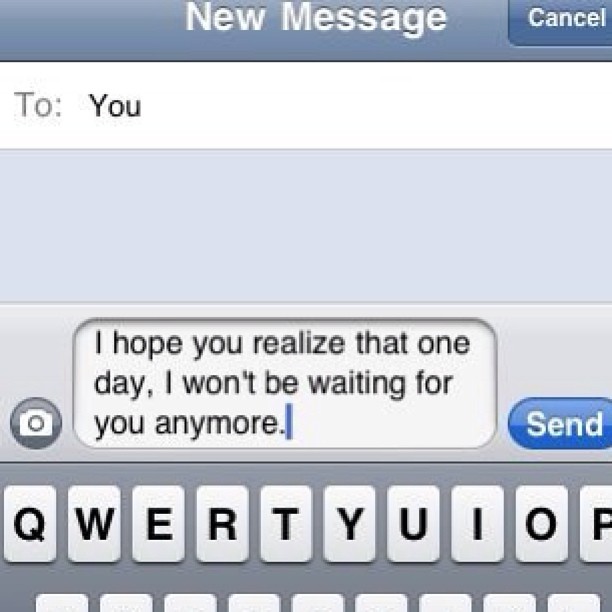 New Message
Cancel
To: You
I hope you realize that one
day, I won't be waiting for
you anymore.
Send
Q W E R T Y U I O P